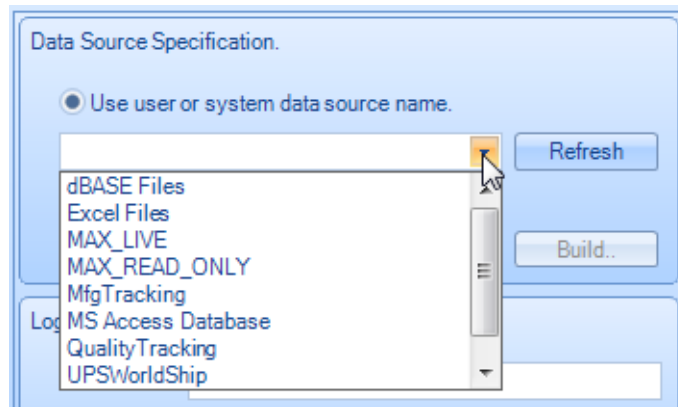 Data Source Specification.
Use user or system data source name.
Refresh
dBASE Files
Excel Files
MAX_LIVE
MAX_READ_ONLY
Build..
MfgTracking
Log
MS Access Database
QualityTracking
UPSWorldShip